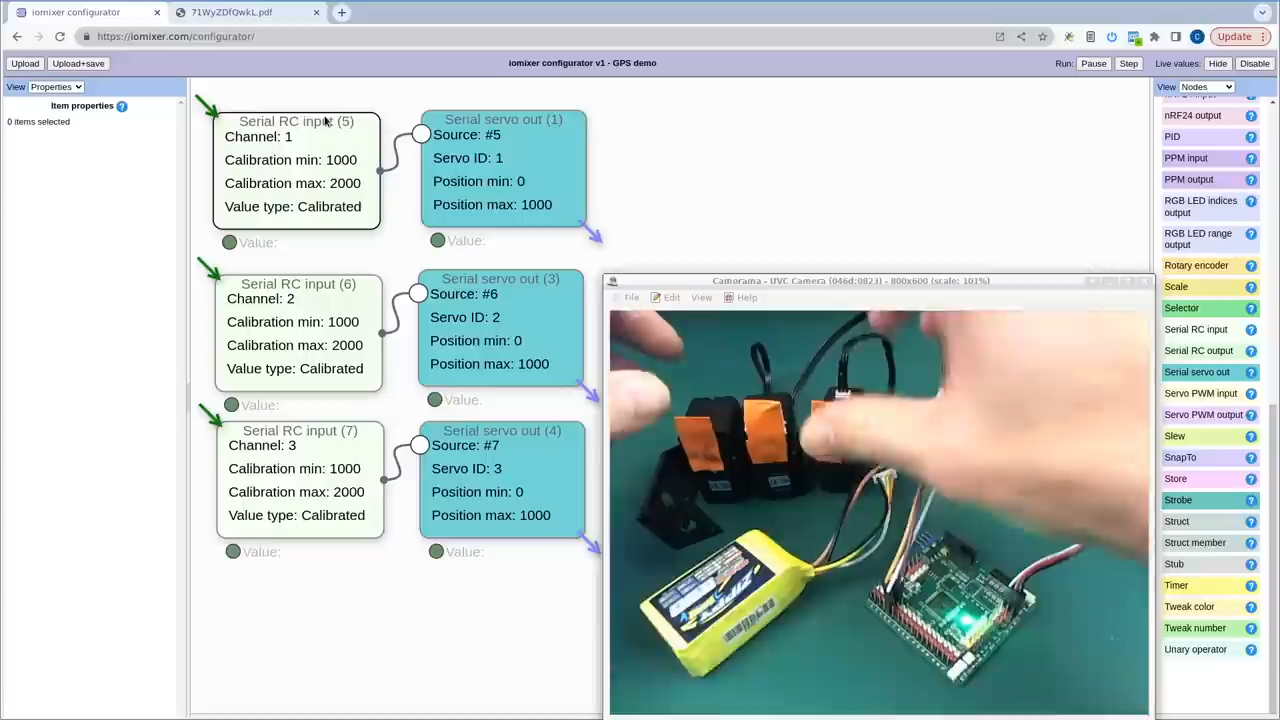 iomixer configurator
71WyZDfQwkL.pdf
https://iomixer.com/configurator/
C
Update
Upload
Upload+save
iomixer configurator v1 - GPS demo
Run:
Pause
Step
Live values:
Hide
Disable
View
Properties
Item properties
?
0 items selected
Serial RC input (5)
Channel: 1
Calibration min: 1000
Calibration max: 2000
Value type: Calibrated
Value:
Serial servo out (1)
Source: #5
Servo ID: 1
Position min: 0
Position max: 1000
Value:
Serial RC input (6)
Channel: 2
Calibration min: 1000
Calibration max: 2000
Value type: Calibrated
Value:
Serial servo out (3)
Source: #6
Servo ID: 2
Position min: 0
Position max: 1000
Value:
Serial RC input (7)
Channel: 3
Calibration min: 1000
Calibration max: 2000
Value type: Calibrated
Value:
Serial servo out (4)
Source: #7
Servo ID: 3
Position min: 0
Position max: 1000
Value:
Camorama - UVC Camera (046d:0823) - 800x600 (scale: 101%)
File
Edit
View
Help
ZIPPY
View
Nodes
nRF24 output
?
PID
?
PPM input
?
PPM output
?
RGB LED indices
output
?
RGB LED range
output
?
Rotary encoder
?
Scale
?
Selector
?
Serial RC input
?
Serial RC output
?
Serial servo out
?
Servo PWM input
?
Servo PWM output
?
Slew
?
SnapTo
?
Store
?
Strobe
?
Struct
?
Struct member
?
Stub
?
Timer
?
Tweak color
?
Tweak number
?
Unary operator
?